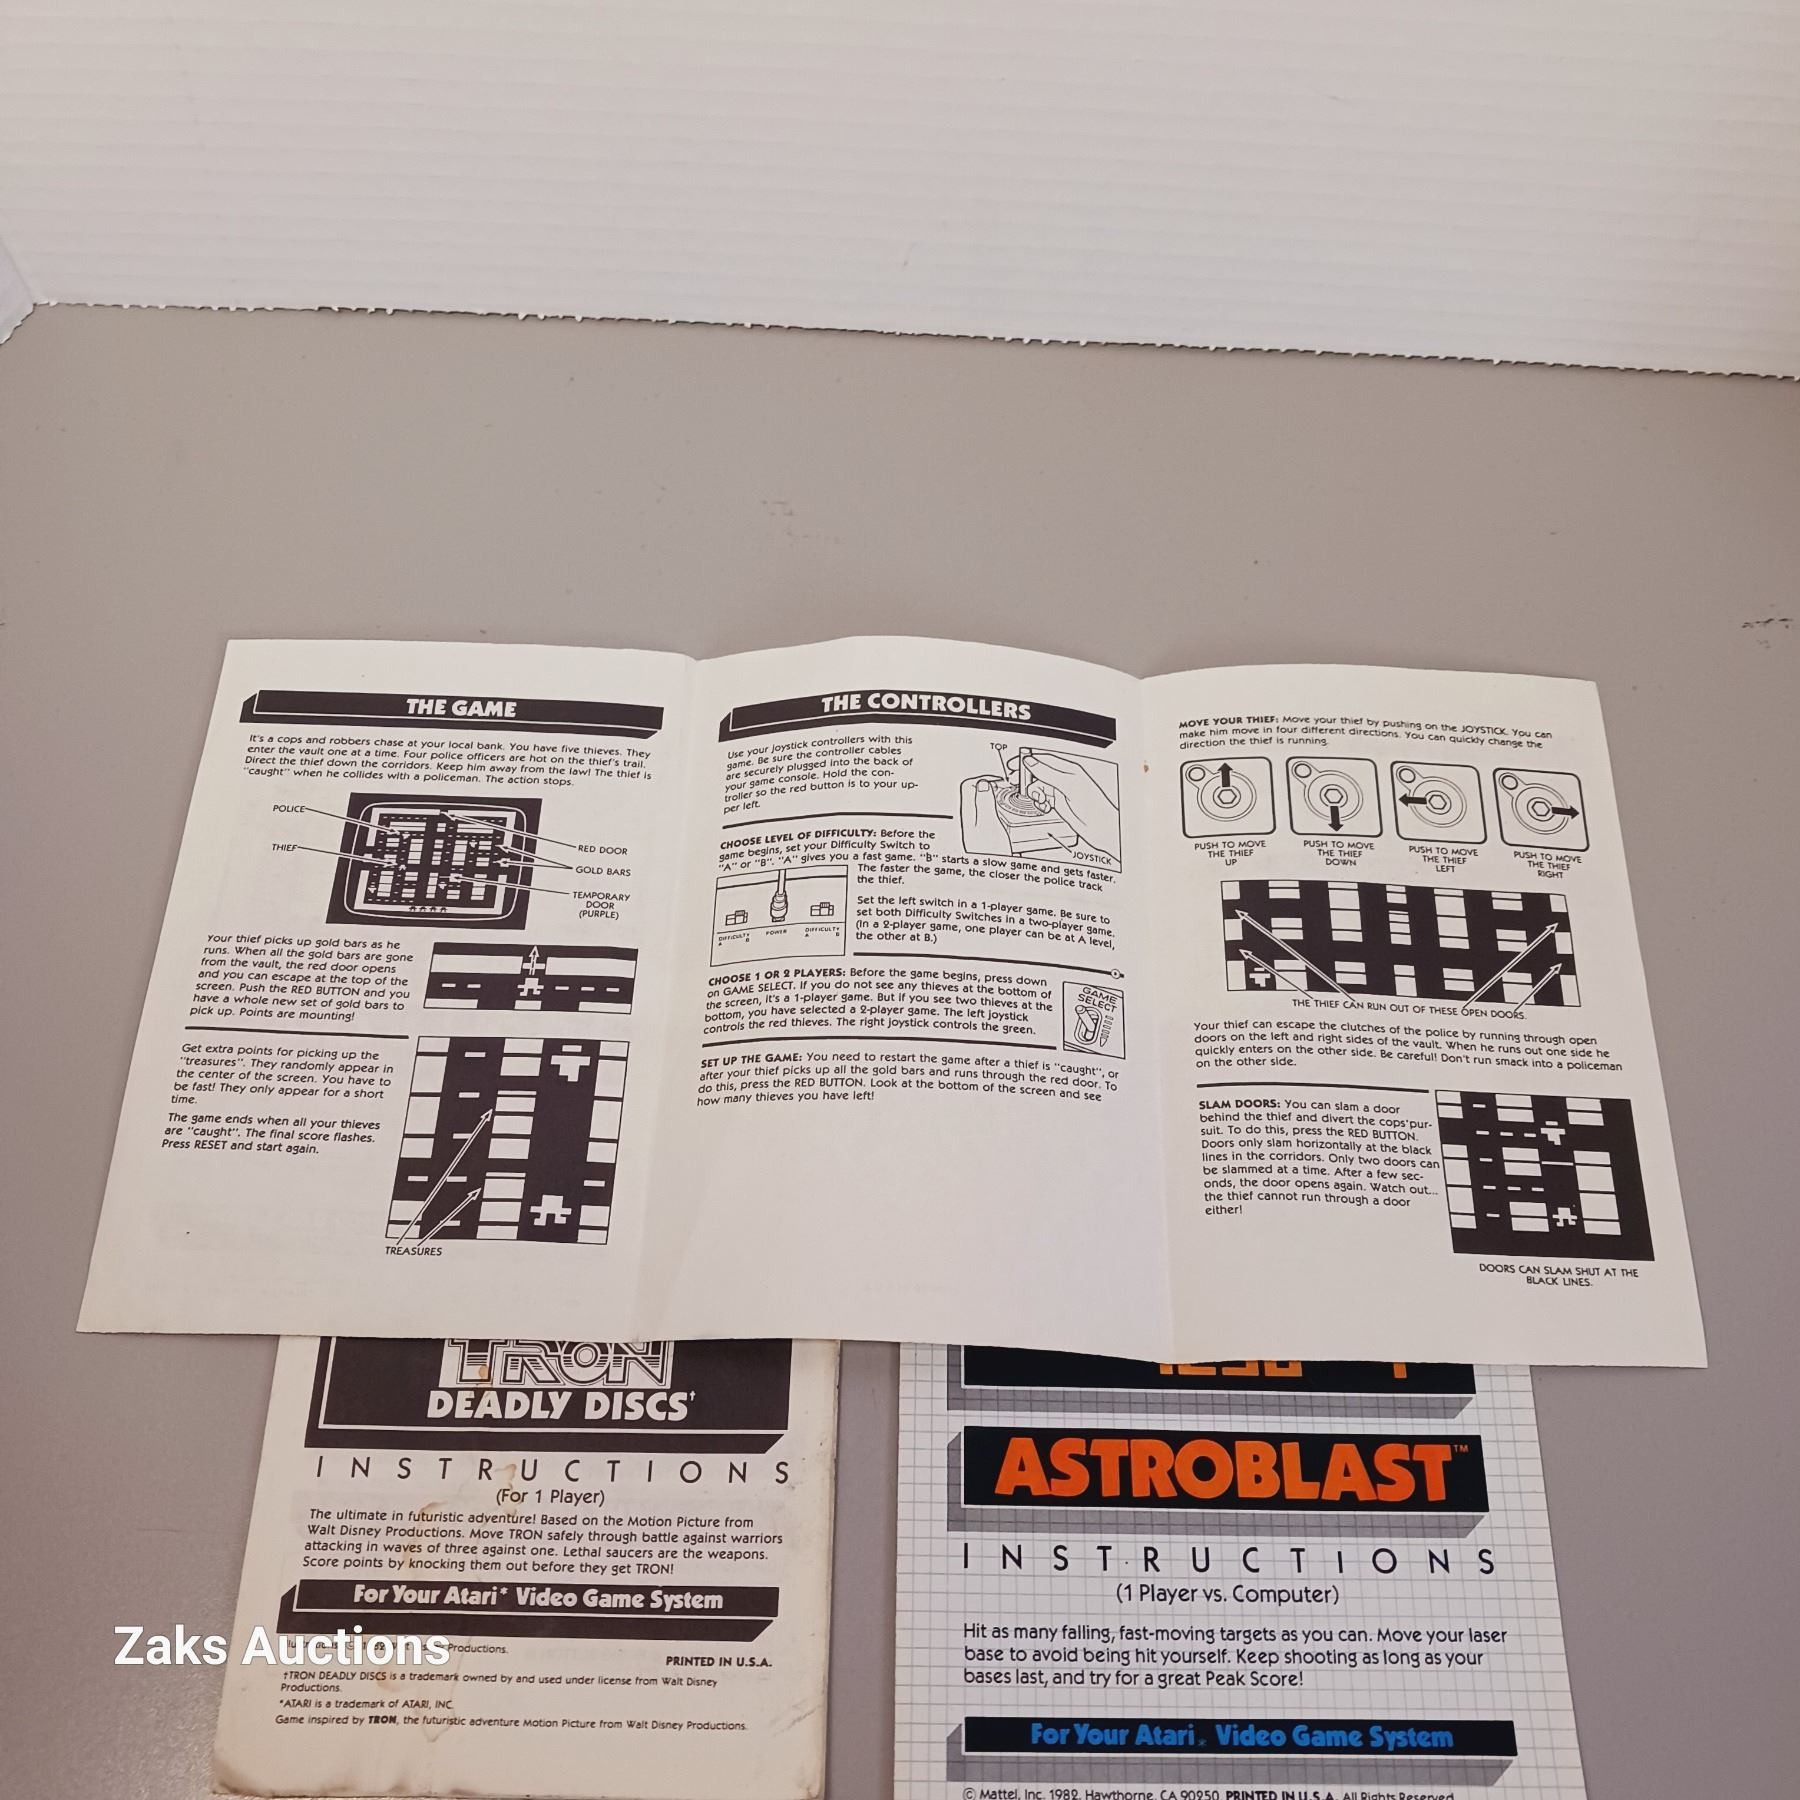 THE GAME
It's a cops and robbers chase at your local bank. You have five thieves. They
enter the vault one at a time. Four police officers are hot on the thief's trail.
Direct the thief down the corridors. Keep him away from the law! The thief is
"caught" when he collides with a policeman. The action stops.
POLICE
THIEF
RED DOOR
GOLD BARS
TEMPORARY
DOOR
(PURPLE)
Your thief picks up gold bars as he
runs. When all the gold bars are gone
from the vault, the red door opens
and you can escape at the top of the
screen. Push the RED BUTTON and you
have a whole new set of gold bars to
pick up. Points are mounting!
Get extra points for picking up the
"treasures". They randomly appear in
the center of the screen. You have to
be fast! They only appear for a short
time.
The game ends when all your thieves
are "caught". The final score flashes.
Press RESET and start again.
TREASURES
THE CONTROLLERS
Use your joystick controllers with this
game. Be sure the controller cables
are securely plugged into the back of
your game console. Hold the con-
troller so the red button is to your up-
per left.
TOP
JOYSTICK
CHOOSE LEVEL OF DIFFICULTY: Before the
game begins, set your Difficulty Switch to
"A" or "B". "A" gives you a fast game. "B" starts a slow game and gets faster.
The faster the game, the closer the police track
the thief.
Set the left switch in a 1-player game. Be sure to
set both Difficulty Switches in a two-player game.
(In a 2-player game, one player can be at A level,
the other at B.)
DIFFICULTY
A B
POWER
DIFFICULTY
A B
CHOOSE 1 OR 2 PLAYERS: Before the game begins, press down
on GAME SELECT. If you do not see any thieves at the bottom of
the screen, it's a 1-player game. But if you see two thieves at the
bottom, you have selected a 2-player game. The left joystick
controls the red thieves. The right joystick controls the green.
GAME
SELECT
SET UP THE GAME: You need to restart the game after a thief is "caught", or
after your thief picks up all the gold bars and runs through the red door. To
do this, press the RED BUTTON. Look at the bottom of the screen and see
how many thieves you have left!
MOVE YOUR THIEF: Move your thief by pushing on the JOYSTICK. You can
make him move in four different directions. You can quickly change the
direction the thief is running.
PUSH TO MOVE
THE THIEF
UP
PUSH TO MOVE
THE THIEF
DOWN
PUSH TO MOVE
THE THIEF
LEFT
PUSH TO MOVE
THE THIEF
RIGHT
THE THIEF CAN RUN OUT OF THESE OPEN DOORS.
Your thief can escape the clutches of the police by running through open
doors on the left and right sides of the vault. When he runs out one side he
quickly enters on the other side. Be careful! Don't run smack into a policeman
on the other side.
SLAM DOORS: You can slam a door
behind the thief and divert the cops' pur-
suit. To do this, press the RED BUTTON.
Doors only slam horizontally at the black
lines in the corridors. Only two doors can
be slammed at a time. After a few sec-
onds, the door opens again. Watch out...
the thief cannot run through a door
either!
DOORS CAN SLAM SHUT AT THE
BLACK LINES.
TRON
DEADLY DISCS†
INSTRUCTIONS
(For 1 Player)
The ultimate in futuristic adventure! Based on the Motion Picture from
Walt Disney Productions. Move TRON safely through battle against warriors
attacking in waves of three against one. Lethal saucers are the weapons.
Score points by knocking them out before they get TRON!
For Your Atari* Video Game System
Productions.
PRINTED IN U.S.A.
†TRON DEADLY DISCS is a trademark owned by and used under license from Walt Disney
Productions.
*ATARI is a trademark of ATARI, INC.
Game inspired by TRON, the futuristic adventure Motion Picture from Walt Disney Productions.
Zaks Auctions
ASTROBLAST™
INSTRUCTIONS
(1 Player vs. Computer)
Hit as many falling, fast-moving targets as you can. Move your laser
base to avoid being hit yourself. Keep shooting as long as your
bases last, and try for a great Peak Score!
For Your Atari* Video Game System
© Mattel, Inc. 1982, Hawthorne, CA 90250. PRINTED IN U.S.A. All Rights Reserved